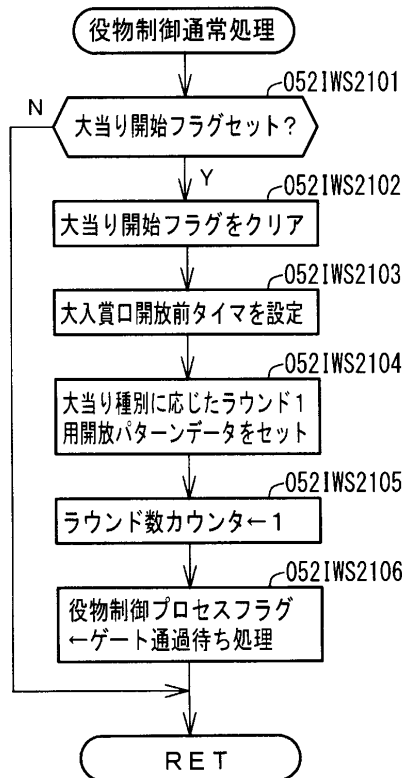 役物制御通常処理
052IWS2101
N
大当り開始フラグセット?
Y
052IWS2102
大当り開始フラグをクリア
052IWS2103
大入賞口開放前タイマを設定
052IWS2104
大当り種別に応じたラウンド1
用開放パターンデータをセット
052IWS2105
ラウンド数カウンタ←1
052IWS2106
役物制御プロセスフラグ
←ゲート通過待ち処理
RET